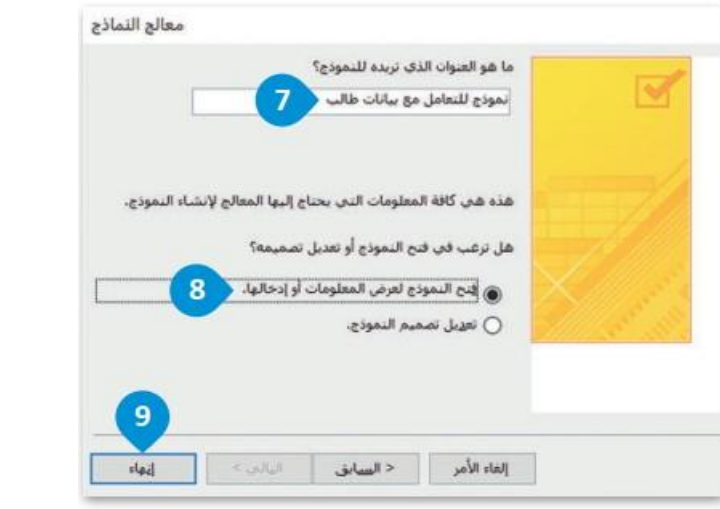 معالج النماذج
ما هو العنوان الذي تريده للنموذج؟
نموذج للتعامل مع بيانات طالب
7
هذه هي كافة المعلومات التي يحتاج إليها المعالج لإنشاء النموذج.
هل ترغب في فتح النموذج أو تعديل تصميمه؟
فتح النموذج لعرض المعلومات أو إدخالها.
8
تعديل تصميم النموذج.
9
إلغاء الأمر
< السابق
التالي >
إنهاء